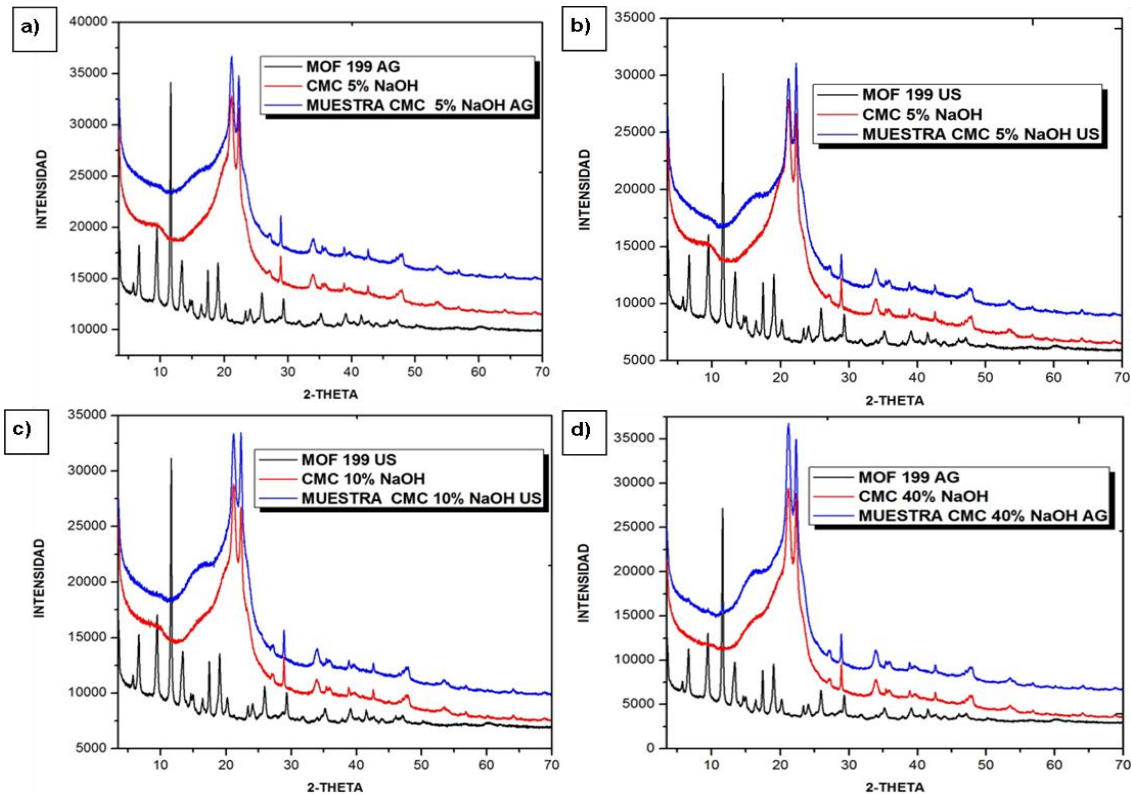 a)
40000
35000
30000
25000
20000
15000
10000
INTENSIDAD
MOF 199 AG
CMC 5% NaOH
MUESTRA CMC 5% NaOH AG
10 20 30 40 50 60 70
2-THETA
b)
35000
30000
25000
20000
15000
10000
5000
INTENSIDAD
MOF 199 US
CMC 5% NaOH
MUESTRA CMC 5% NaOH US
10 20 30 40 50 60 70
2-THETA
c)
35000
30000
25000
20000
15000
10000
5000
INTENSIDAD
MOF 199 US
CMC 10% NaOH
MUESTRA CMC 10% NaOH US
10 20 30 40 50 60 70
2-THETA
d)
35000
30000
25000
20000
15000
10000
5000
0
INTENSIDAD
MOF 199 AG
CMC 40% NaOH
MUESTRA CMC 40% NaOH AG
10 20 30 40 50 60 70
2-THETA